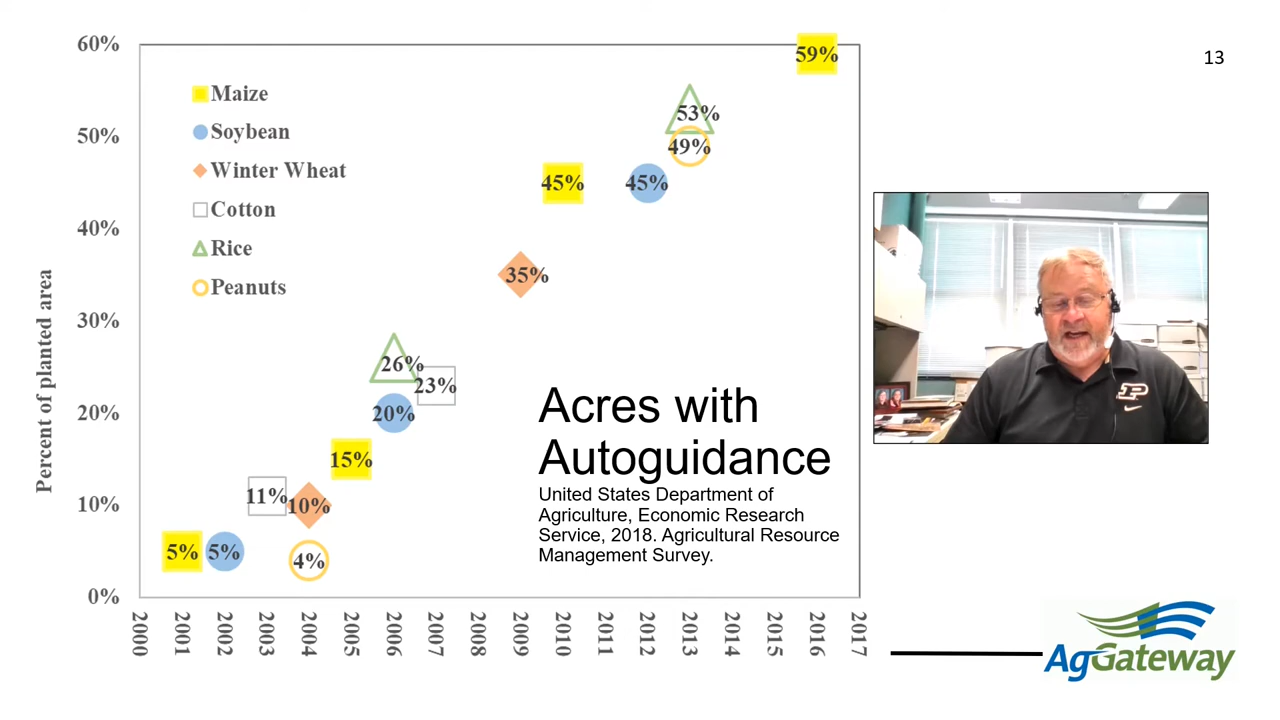 13
60%
50%
40%
30%
20%
10%
0%
Percent of planted area
Maize
Soybean
Winter Wheat
Cotton
Rice
Peanuts
59%
53%
49%
45%
45%
35%
26%
23%
20%
15%
11%
10%
5%
5%
4%
Acres with
Autoguidance
United States Department of
Agriculture, Economic Research
Service, 2018. Agricultural Resource
Management Survey.
2000
2001
2002
2003
2004
2005
2006
2007
2008
2009
2010
2011
2012
2013
2014
2015
2016
2017
P
AgGateway